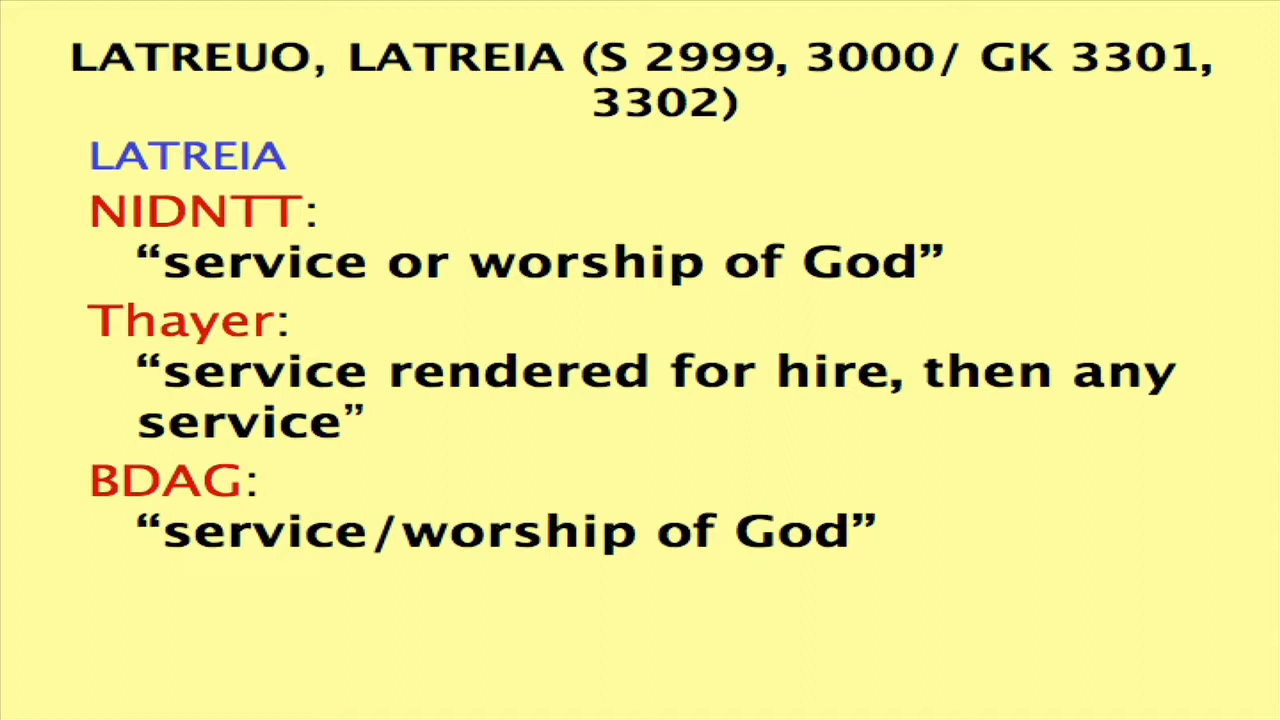 LATREUO, LATREIA (S 2999, 3000/ GK 3301,
3302)
LATREIA
NIDNTT:
“service or worship of God”
Thayer:
“service rendered for hire, then any
service”
BDAG:
“service/worship of God”